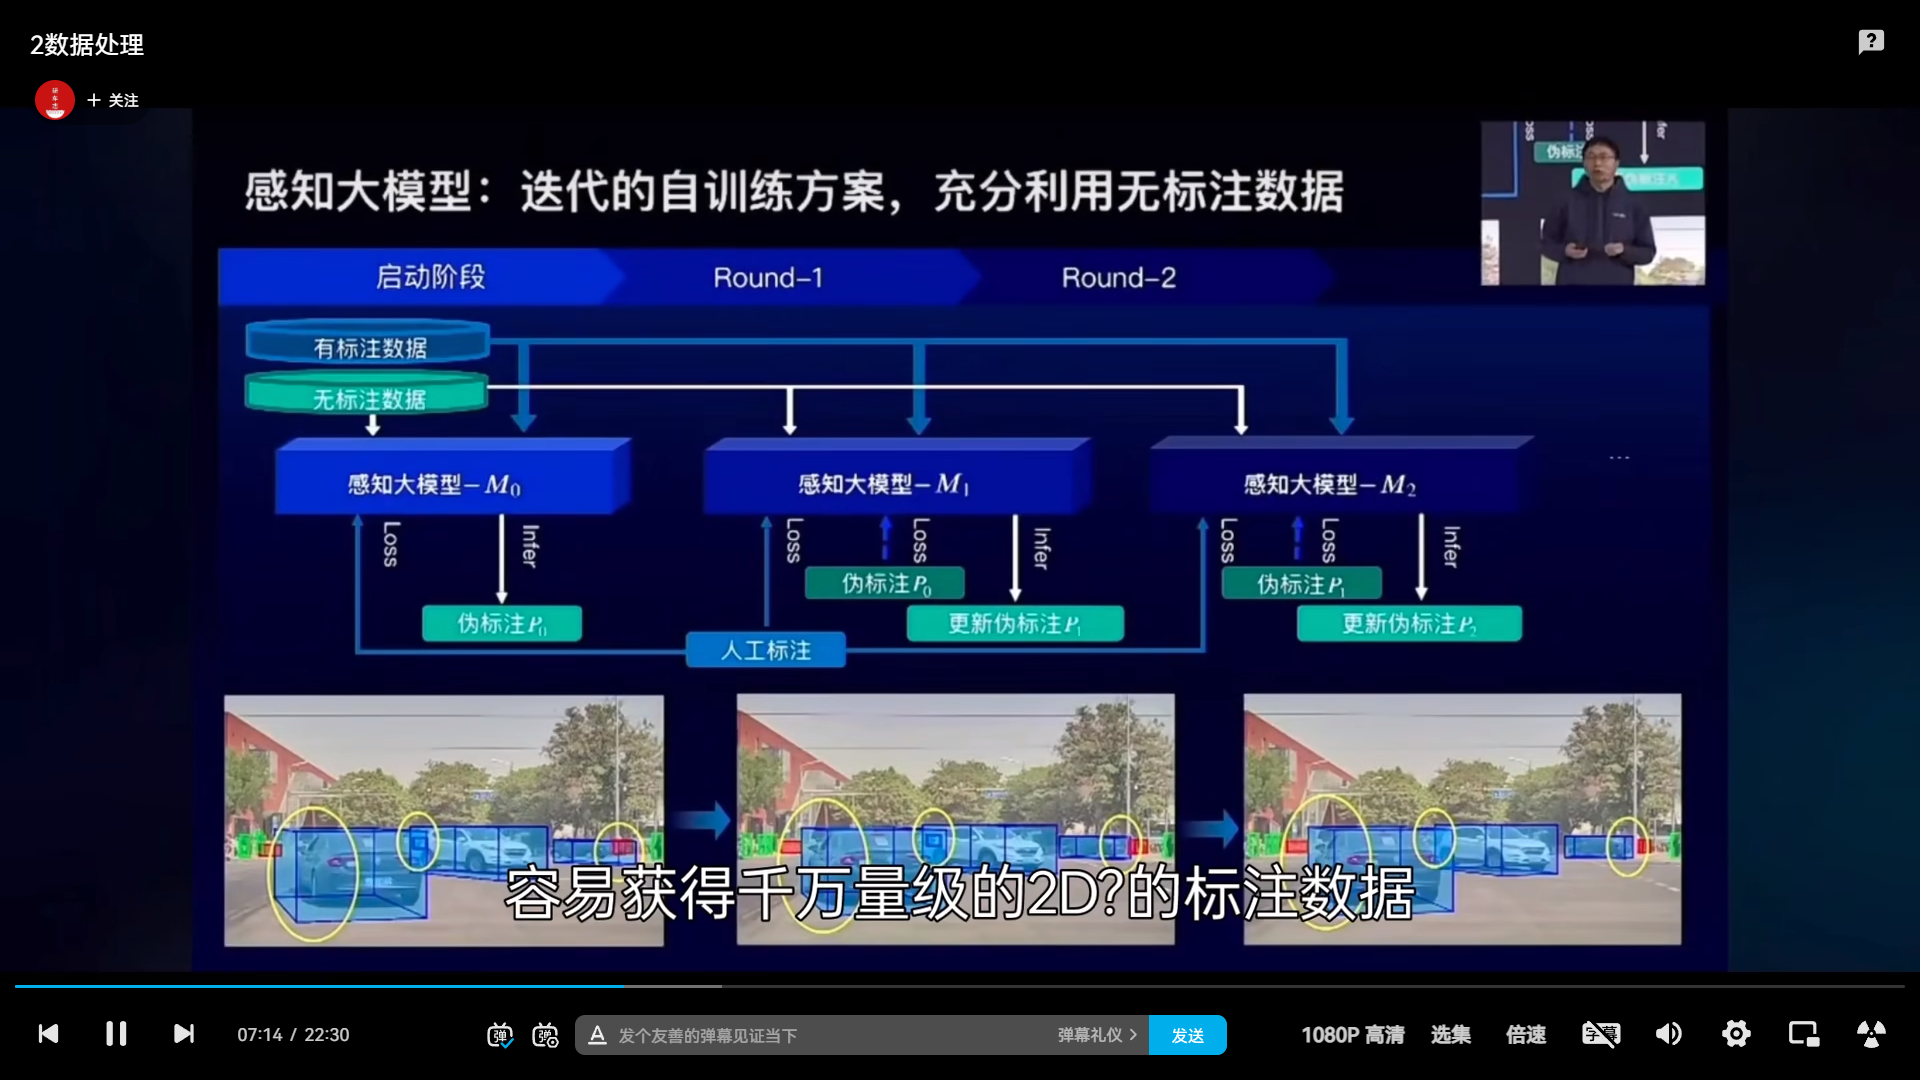 2数据处理
研车志
+ 关注
感知大模型：迭代的自训练方案，充分利用无标注数据
启动阶段
Round-1
Round-2
有标注数据
无标注数据
感知大模型-M0
感知大模型-M1
感知大模型-M2
...
Loss
Infer
Loss
Loss
Infer
Loss
Loss
Infer
伪标注P0
伪标注P1
伪标注P0
更新伪标注P1
更新伪标注P2
人工标注
容易获得千万量级的2D?的标注数据
07:14 / 22:30
弹
弹
A 发个友善的弹幕见证当下
弹幕礼仪 >
发送
1080P 高清
选集
倍速
字幕